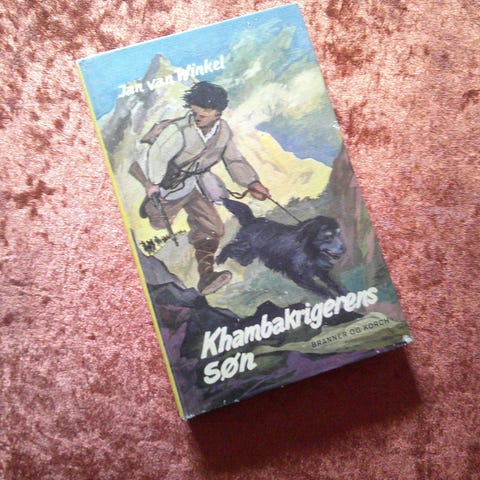 Jan van Winkel
Khambakrigerens
Søn
BRANNER OG KORCH